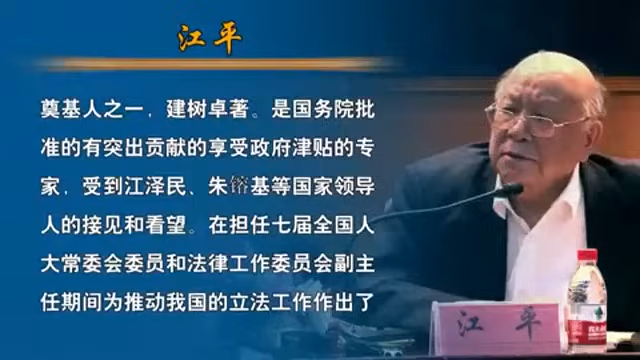 江平
奠基人之一，建树卓著。是国务院批
准的有突出贡献的享受政府津贴的专
家，受到江泽民、朱镕基等国家领导
人的接见和看望。在担任七届全国人
大常委会委员和法律工作委员会副主
任期间为推动我国的立法工作作出了
江 平